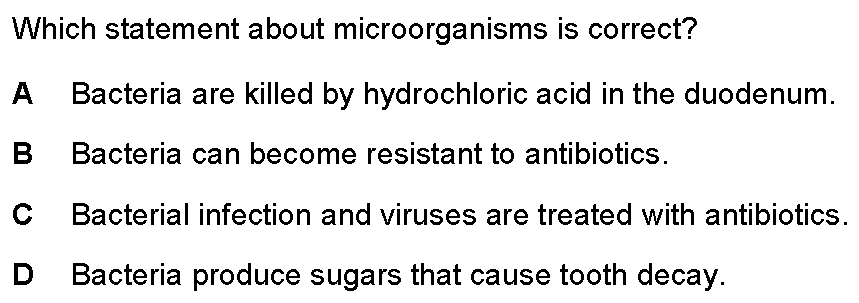 Which statement about microorganisms is correct?
A Bacteria are killed by hydrochloric acid in the duodenum.
B Bacteria can become resistant to antibiotics.
C Bacterial infection and viruses are treated with antibiotics.
D Bacteria produce sugars that cause tooth decay.